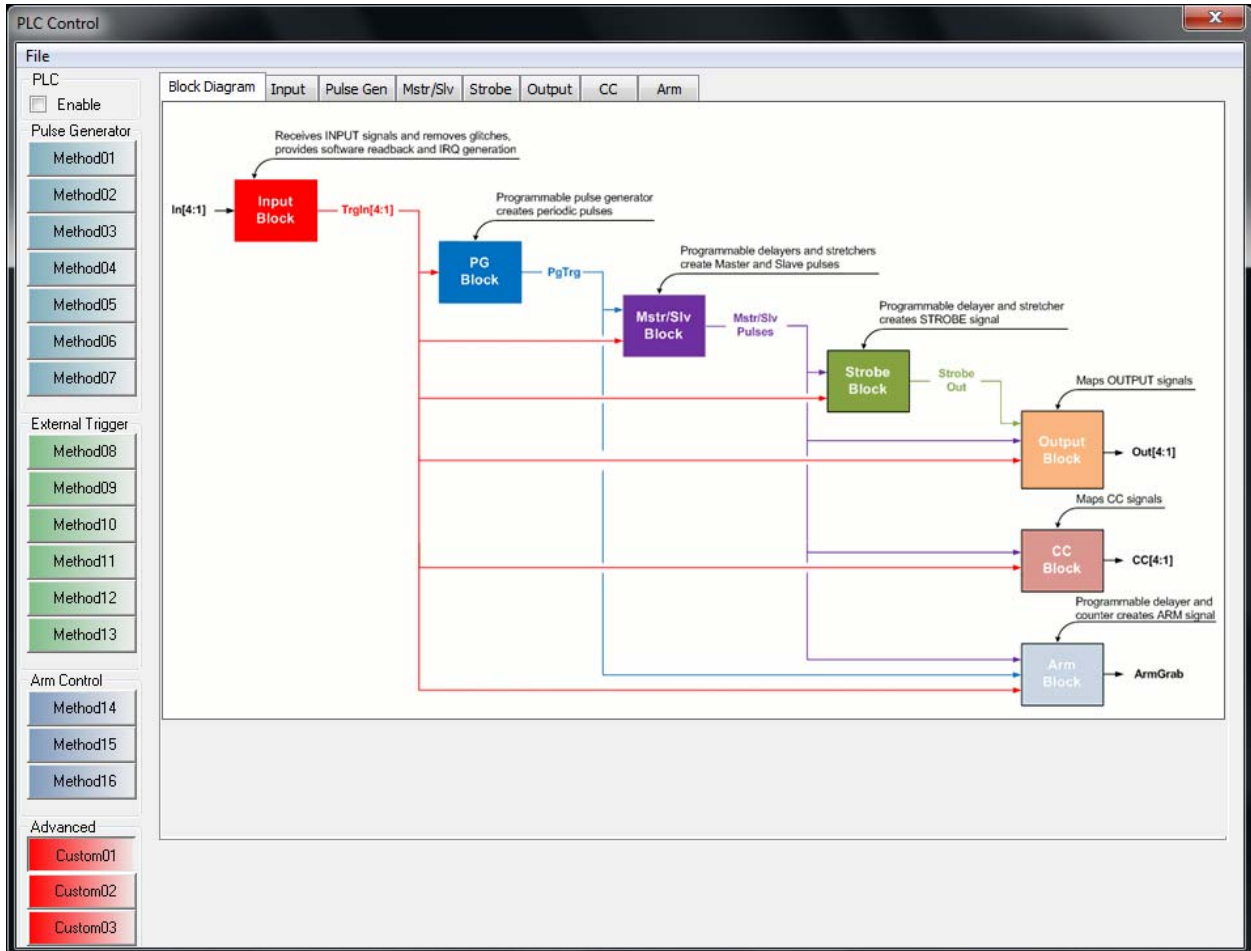 PLC Control
File
PLC
Enable
Pulse Generator
Method01
Method02
Method03
Method04
Method05
Method06
Method07
External Trigger
Method08
Method09
Method10
Method11
Method12
Method13
Arm Control
Method14
Method15
Method16
Advanced
Custom01
Custom02
Custom03
Block Diagram
Input
Pulse Gen
Mstr/Slv
Strobe
Output
CC
Arm
Receives INPUT signals and removes glitches,
provides software readback and IRQ generation
In[4:1]
Input
Block
TrgIn[4:1]
Programmable pulse generator
creates periodic pulses
PG
Block
PgTrg
Programmable delayers and stretchers
create Master and Slave pulses
Mstr/Slv
Block
Mstr/Slv
Pulses
Programmable delayer and stretcher
creates STROBE signal
Strobe
Block
Strobe
Out
Maps OUTPUT signals
Output
Block
Out[4:1]
Maps CC signals
CC
Block
CC[4:1]
Programmable delayer and
counter creates ARM signal
Arm
Block
ArmGrab